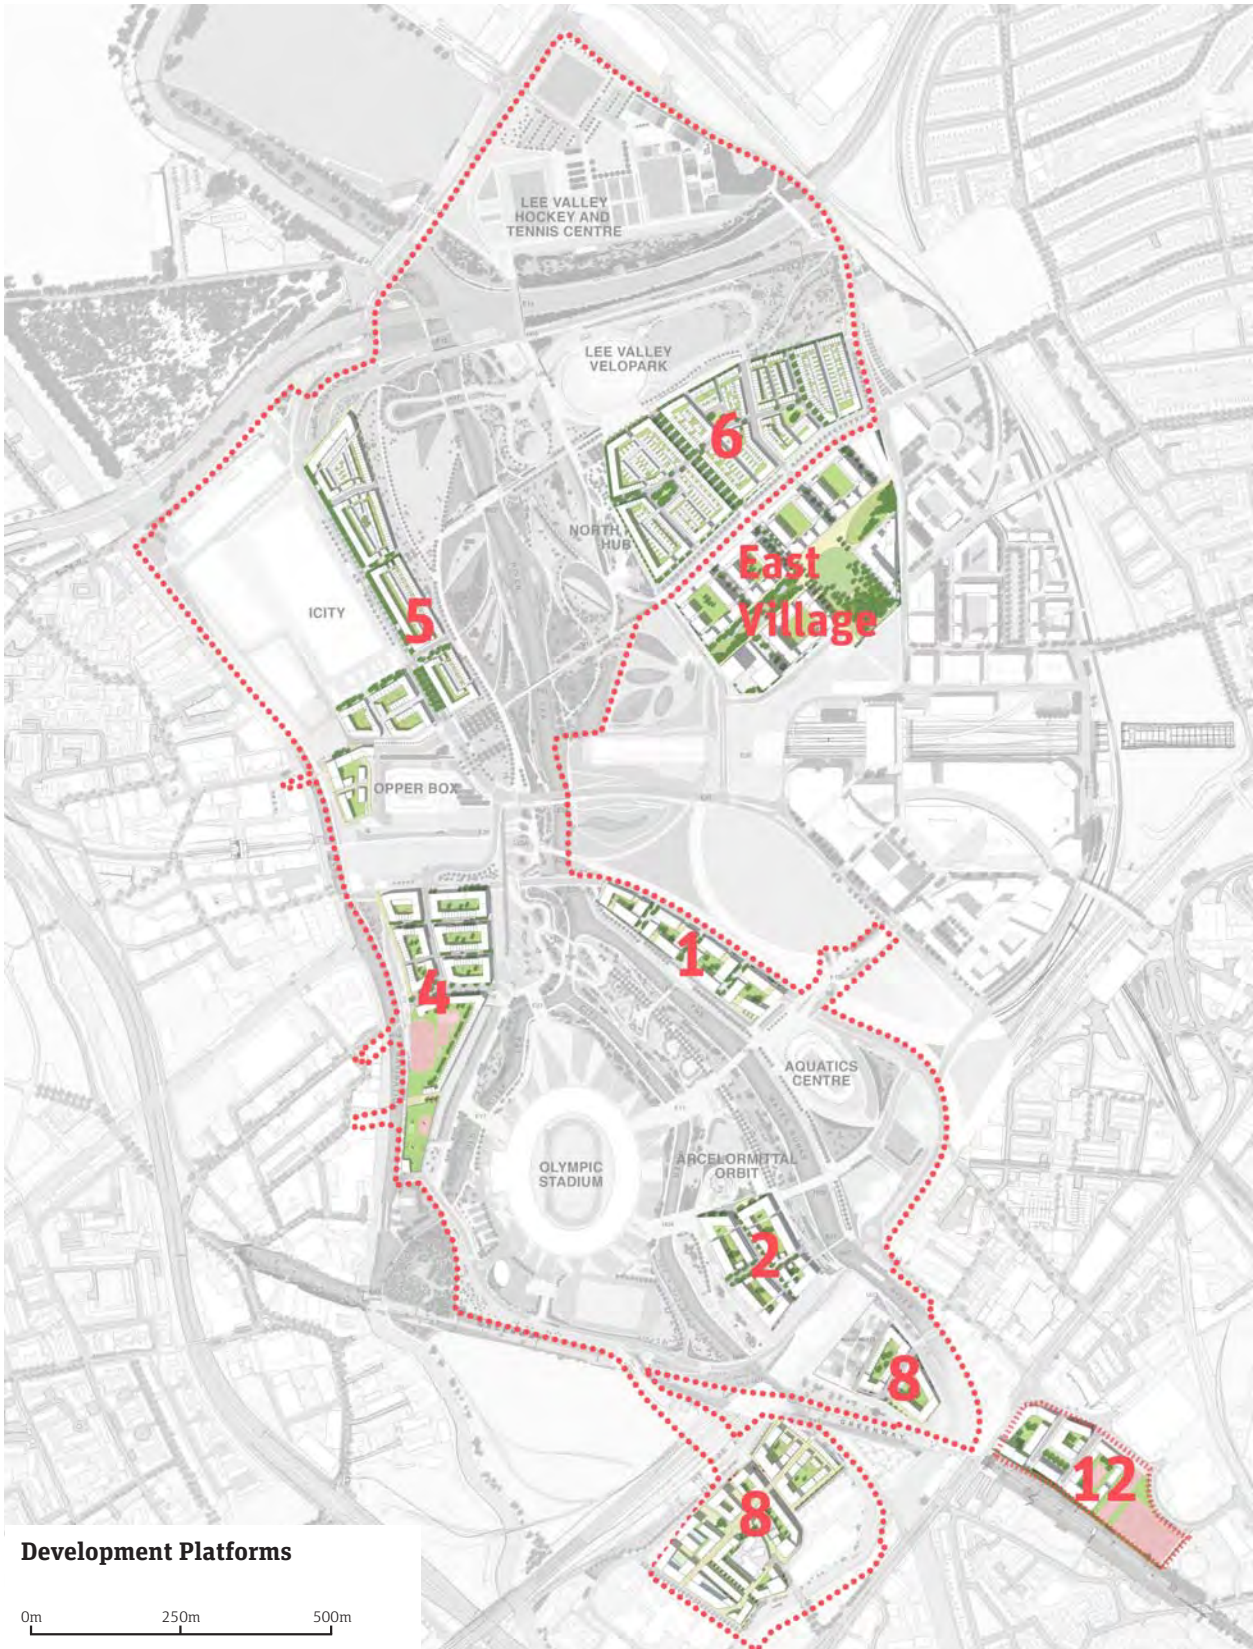 LEE VALLEY
HOCKEY AND
TENNIS CENTRE
LEE VALLEY
VELOPARK
6
NORTH
HUB
East
Village
5
ICITY
OPPER BOX
1
4
AQUATICS
CENTRE
OLYMPIC
STADIUM
ARCELORMITTAL
ORBIT
2
8
GREENWAY
12
8
Development Platforms
0m 250m 500m